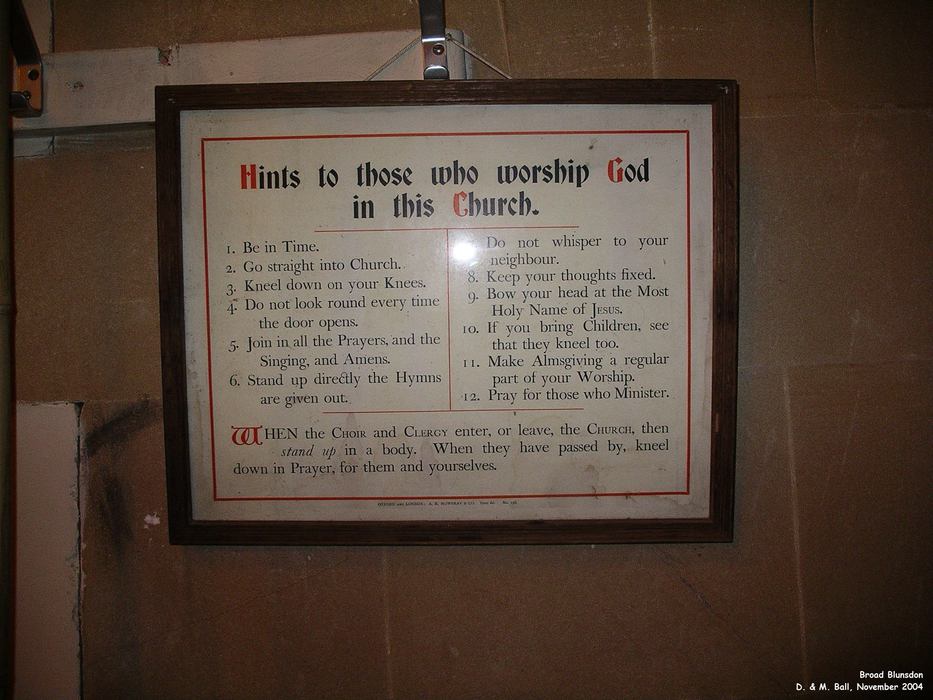 Hints to those who worship God
in this Church.
1. Be in Time.
2. Go straight into Church.
3. Kneel down on your Knees.
4. Do not look round every time
the door opens.
5. Join in all the Prayers, and the
Singing, and Amens.
6. Stand up directly the Hymns
are given out.
Do not whisper to your
neighbour.
8. Keep your thoughts fixed.
9. Bow your head at the Most
Holy Name of JESUS.
10. If you bring Children, see
that they kneel too.
11. Make Almsgiving a regular
part of your Worship.
12. Pray for those who Minister.
WHEN the CHOIR and CLERGY enter, or leave, the CHURCH, then
stand up in a body. When they have passed by, kneel
down in Prayer, for them and yourselves.
OXFORD AND LONDON: A. R. MOWBRAY & CO.
Broad Blunsdon
D. & M. Ball, November 2004